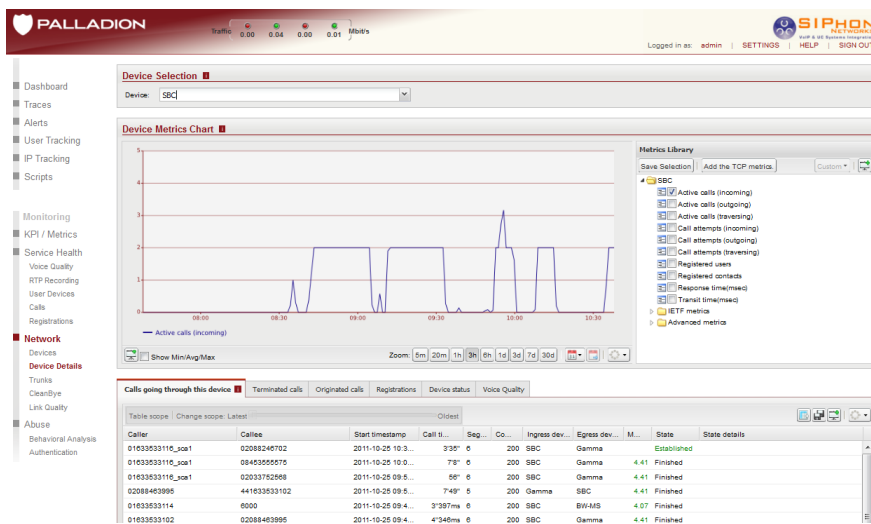 PALLADION
Traffic 0.00 0.04 0.00 0.01 Mbit/s
SIPHON
NETWORKS
VoIP & UC Systems Integration
Logged in as: admin | SETTINGS | HELP | SIGN OUT
Dashboard
Traces
Alerts
User Tracking
IP Tracking
Scripts
Monitoring
KPI / Metrics
Service Health
Voice Quality
RTP Recording
User Devices
Calls
Registrations
Network
Devices
Device Details
Trunks
CleanBye
Link Quality
Abuse
Behavioral Analysis
Authentication
Device Selection
Device: SBC
Device Metrics Chart
5
4
3
2
1
0
08:00 08:30 09:00 09:30 10:00 10:30
Active calls (incoming)
Show Min/Avg/Max
Zoom: 5m 20m 1h 3h 6h 1d 3d 7d 30d
Metrics Library
Save Selection Add the TCP metrics. Custom
SBC
Active calls (incoming)
Active calls (outgoing)
Active calls (traversing)
Call attempts (incoming)
Call attempts (outgoing)
Call attempts (traversing)
Registered users
Registered contacts
Response time(msec)
Transit time(msec)
IETF metrics
Advanced metrics
Calls going through this device Terminated calls Originated calls Registrations Device status Voice Quality
Table scope Change scope: Latest Oldest
Caller Callee Start timestamp Call ti... Seg... Co... Ingress dev... Egress dev... M... State State details
01633533116_sca1 02088246702 2011-10-25 10:3... 3'35" 6 200 SBC Gamma Established
01633533116_sca1 08453555575 2011-10-25 10:0... 7'8" 6 200 SBC Gamma 4.41 Finished
01633533116_sca1 02033752568 2011-10-25 09:5... 56" 6 200 SBC Gamma 4.41 Finished
02088463995 441633533102 2011-10-25 09:5... 7'49" 5 200 Gamma SBC 4.41 Finished
01633533114 6000 2011-10-25 09:4... 3"397ms 6 200 SBC BW-MS 4.07 Finished
01633533102 02088463995 2011-10-25 09:4... 4"346ms 6 200 SBC Gamma 4.41 Finished